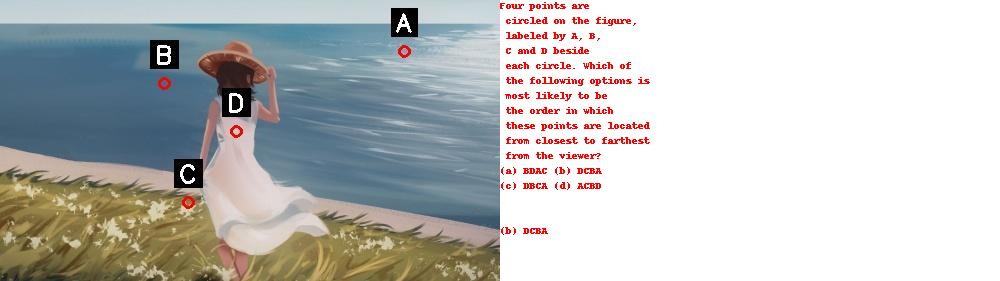 A
B
D
C
Four points are
circled on the figure,
labeled by A, B,
C and D beside
each circle. Which of
the following options is
most likely to be
the order in which
these points are located
from closest to farthest
from the viewer?
(a) BDAC (b) DCBA
(c) DBCA (d) ACBD
(b) DCBA